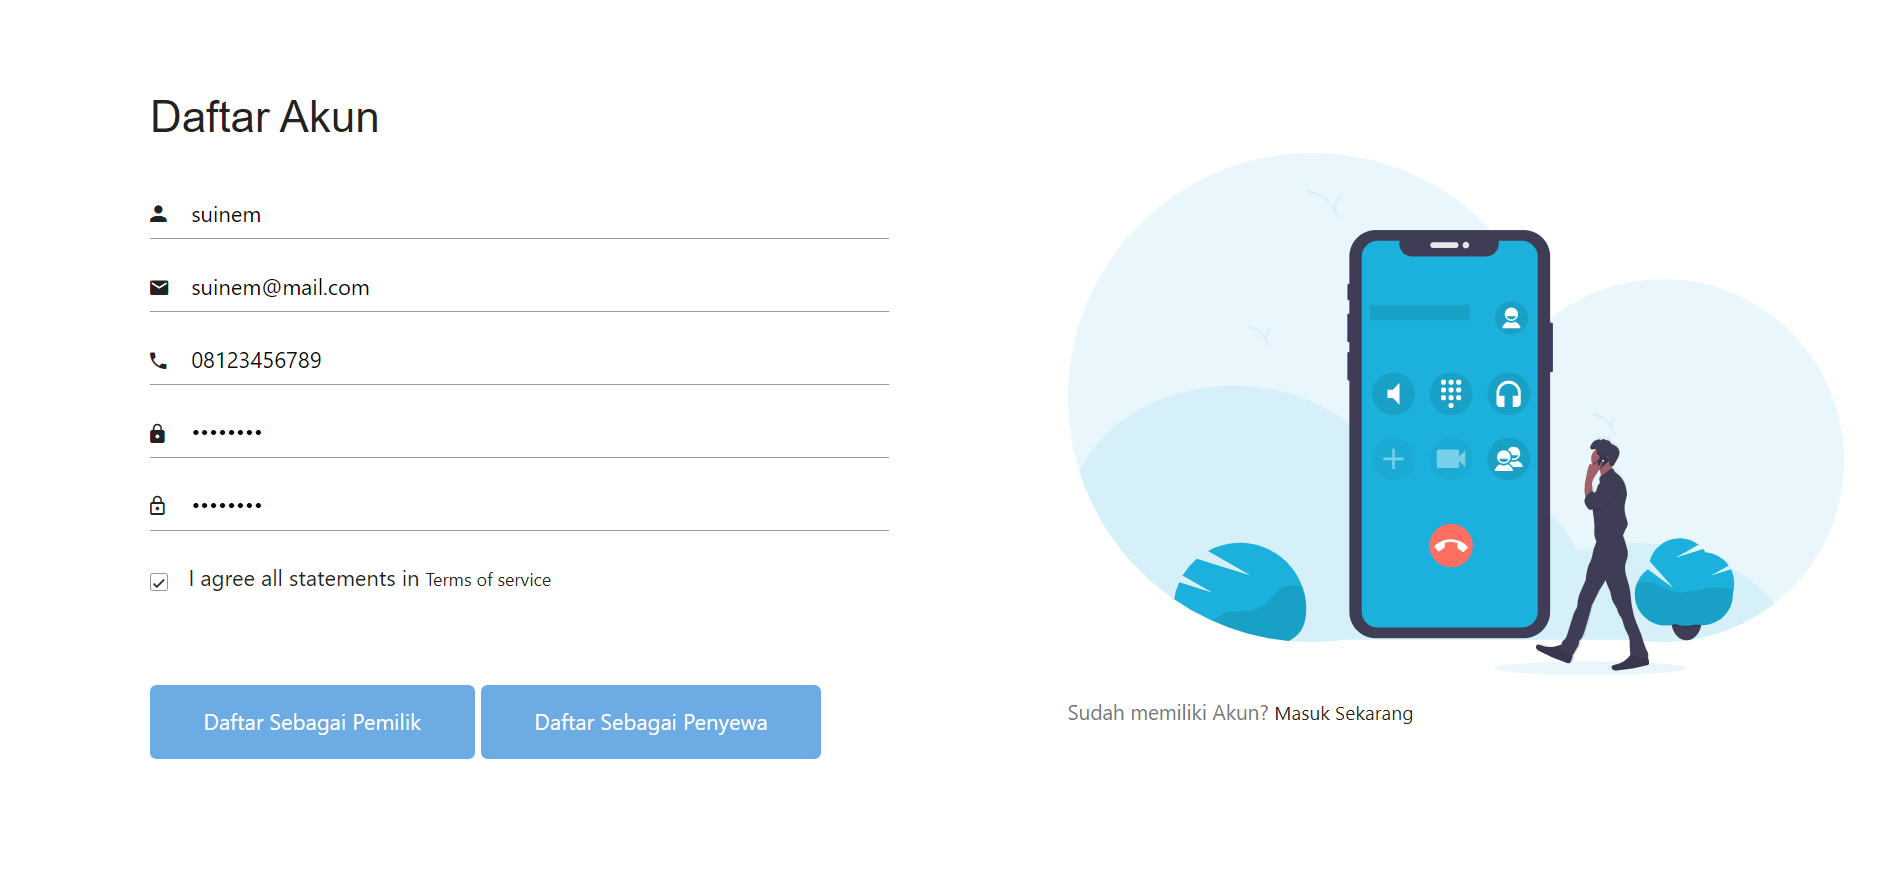 Daftar Akun
suinem
suinem@mail.com
08123456789
••••••••
••••••••
I agree all statements in Terms of service
Daftar Sebagai Pemilik
Daftar Sebagai Penyewa
Sudah memiliki Akun? Masuk Sekarang